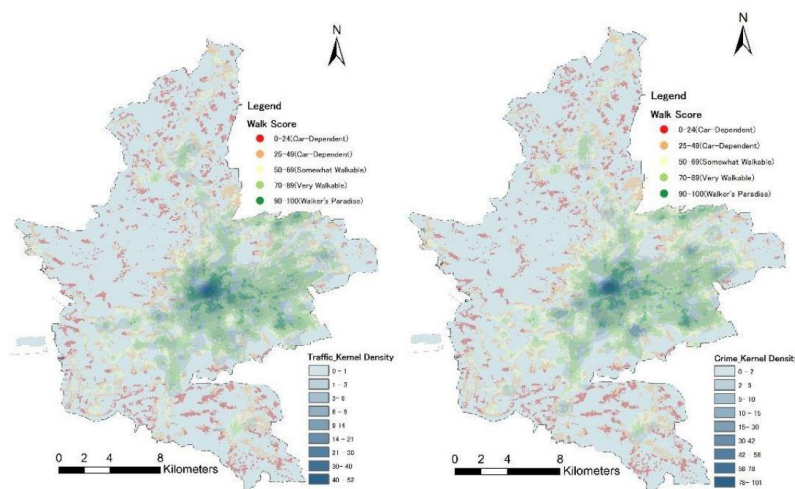 N
Legend
Walk Score
0-24(Car-Dependent)
25-49(Car-Dependent)
50-69(Somewhat Walkable)
70-89(Very Walkable)
90-100(Walker's Paradise)
Traffic_Kernel Density
0 - 1
1 - 3
3- 6
6 - 9
9 14
14 - 21
21 - 30
30- 40
40 - 52
0 2 4 8
Kilometers
N
Legend
Walk Score
0-24(Car-Dependent)
25-49(Car-Dependent)
50-69(Somewhat Walkable)
70-89(Very Walkable)
90-100(Walker's Paradise)
Crime_Kernel Density
0 - 2
2 5
5- 10
10 - 15
15- 30
30 42
42 58
58 78
78- 101
0 2 4 8
Kilometers